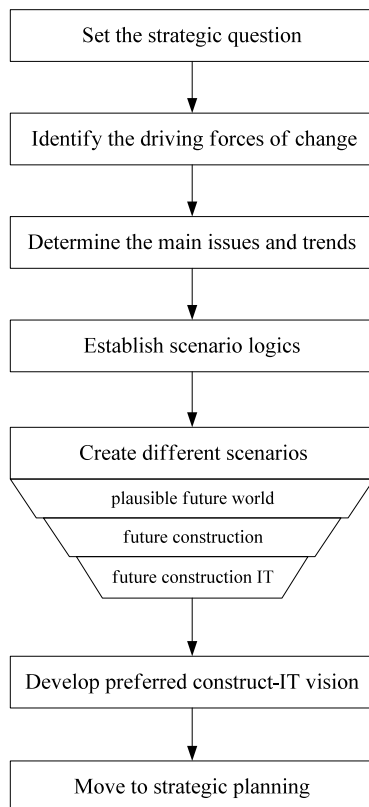 Set the strategic question
Identify the driving forces of change
Determine the main issues and trends
Establish scenario logics
Create different scenarios
plausible future world
future construction
future construction IT
Develop preferred construct-IT vision
Move to strategic planning